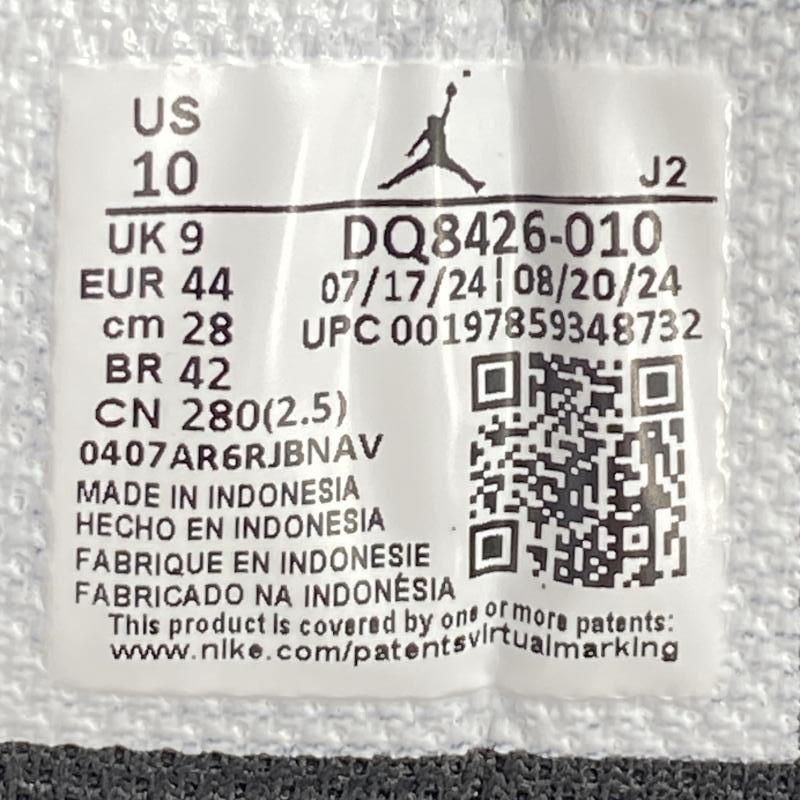 US
10
J2
UK 9
DQ8426-010
EUR 44
07/17/24 | 08/20/24
cm 28
UPC 00197859348732
BR 42
CN 280(2.5)
0407AR6RJBNAV
MADE IN INDONESIA
HECHO EN INDONESIA
FABRIQUE EN INDONESIE
FABRICADO NA INDONÉSIA
This product is covered by one or more patents:
www.nike.com/patentsvirtualmarking